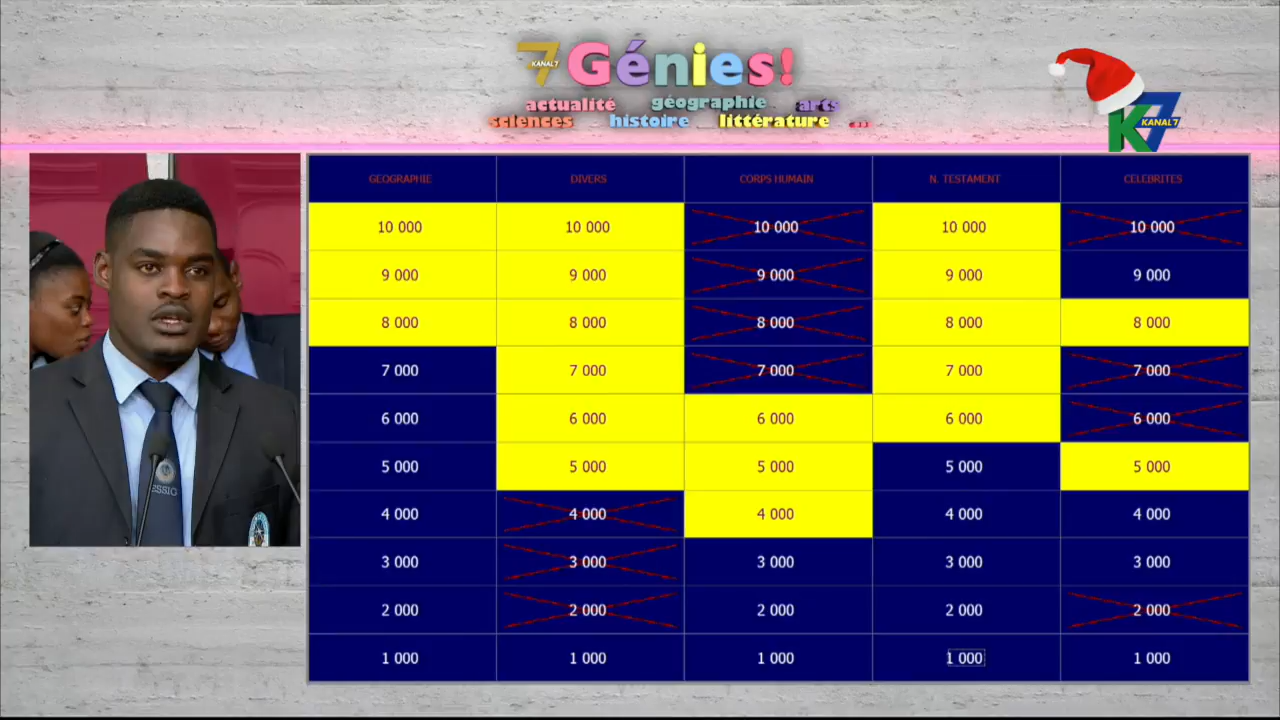 7 KANAL7 Génies!
actualité géographie arts
sciences histoire littérature ...
K7 KANAL7
GEOGRAPHIE DIVERS CORPS HUMAIN N. TESTAMENT CELEBRITES
10 000 10 000 10 000 10 000 10 000
9 000 9 000 9 000 9 000 9 000
8 000 8 000 8 000 8 000 8 000
7 000 7 000 7 000 7 000 7 000
6 000 6 000 6 000 6 000 6 000
5 000 5 000 5 000 5 000 5 000
4 000 4 000 4 000 4 000 4 000
3 000 3 000 3 000 3 000 3 000
2 000 2 000 2 000 2 000 2 000
1 000 1 000 1 000 1 000 1 000